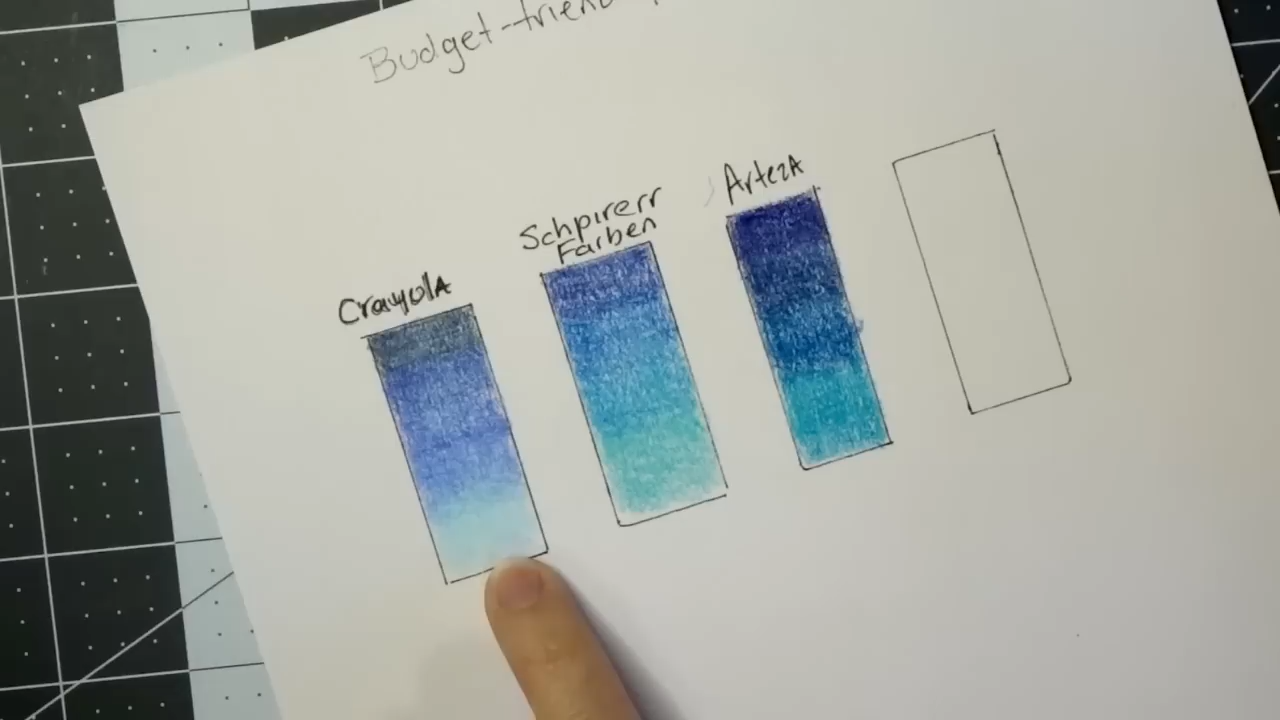 Budget-friend
Crayola
Schpirerr
Farben
Arteza